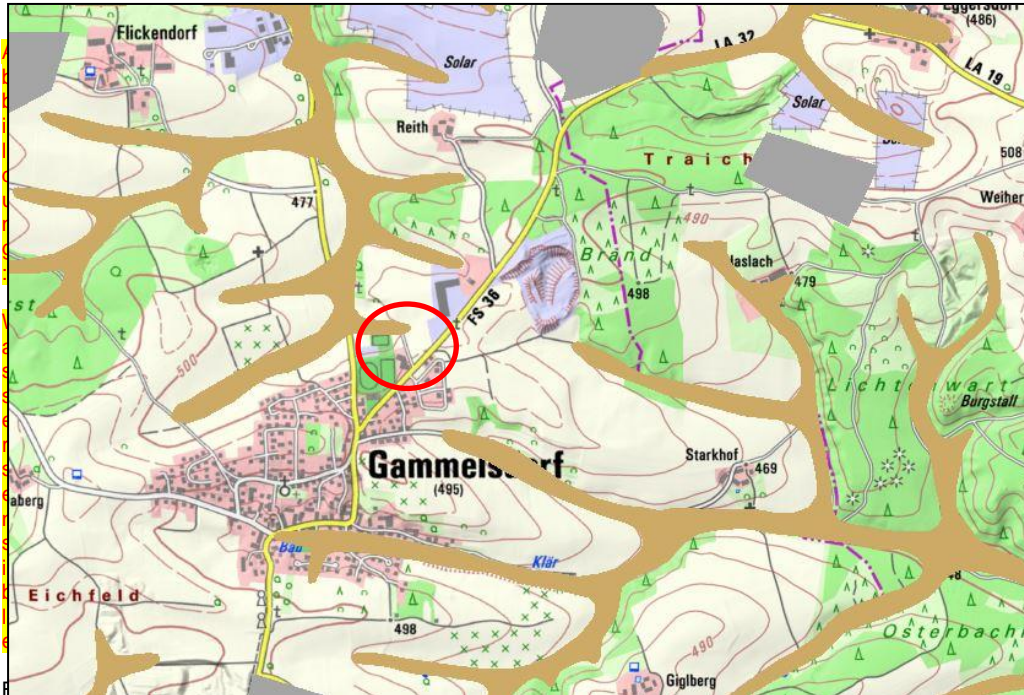 Eggersdorf
(486)
Flickendorf
LA 32
LA 19
Solar
Solar
Reith
Traich
508
477
Weiher
490
Brand
Haslach
479
498
FS 36
500
Lichtenwart
Burgstall
Gammelsdorf
(495)
Starkhof
469
aberg
Bau
Klär
Eichfeld
498
Osterbach
490
Giglberg